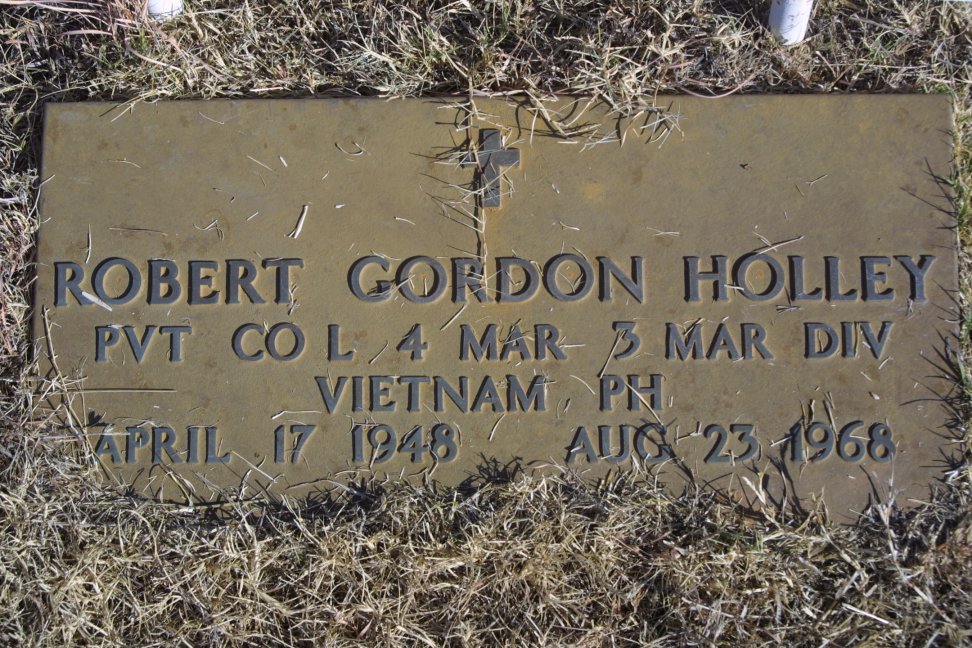 ROBERT GORDON HOLLEY
PVT CO L 4 MAR 3 MAR DIV
VIETNAM PH
APRIL 17 1948 AUG 23 1968